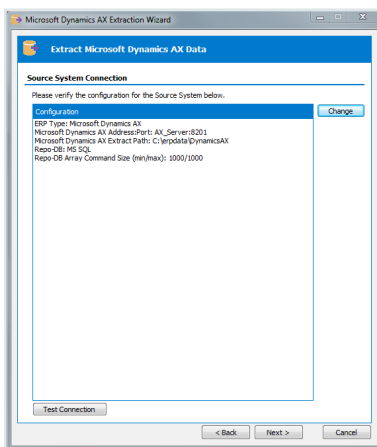 Microsoft Dynamics AX Extraction Wizard
Extract Microsoft Dynamics AX Data
Source System Connection
Please verify the configuration for the Source System below.
Configuration
Change
ERP Type: Microsoft Dynamics AX
Microsoft Dynamics AX Address:Port: AX_Server:8201
Microsoft Dynamics AX Extract Path: C:\erpdata\DynamicsAX
Repo-DB: MS SQL
Repo-DB Array Command Size (min/max): 1000/1000
Test Connection
< Back
Next >
Cancel